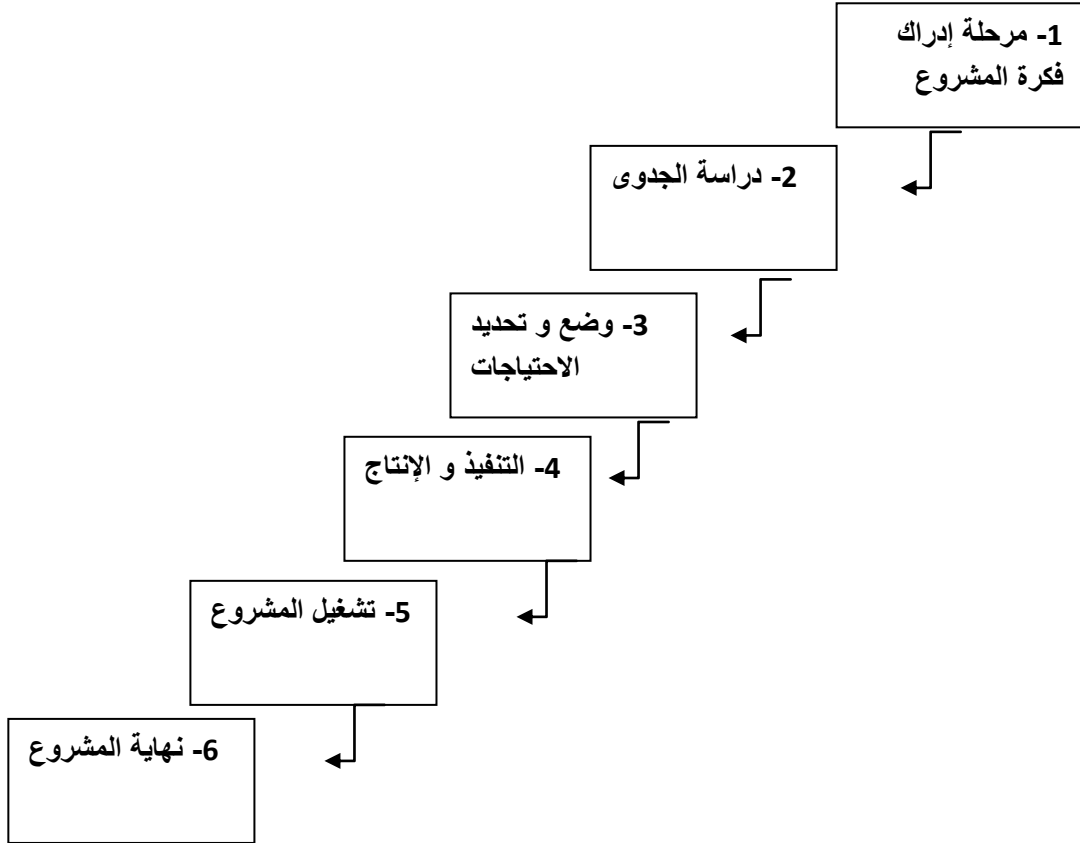 1- مرحلة إدراك
فكرة المشروع
2- دراسة الجدوى
3- وضع و تحديد
الاحتياجات
4- التنفيذ و الإنتاج
5- تشغيل المشروع
6- نهاية المشروع